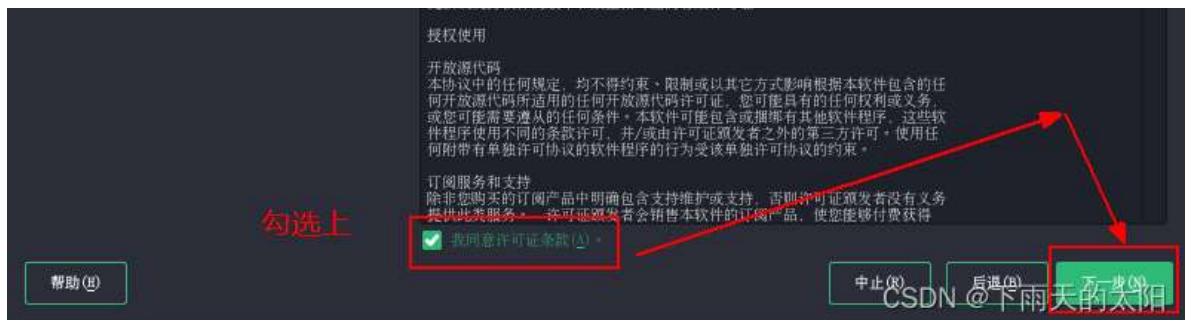 授权使用
开放源代码
本协议中的任何规定，均不得约束、限制或以其它方式影响根据本软件包含的任
何开放源代码所适用的任何开放源代码许可证，您可能具有的任何权利或义务，
或您可能需要遵从的任何条件。本软件可能包含或捆绑有其他软件程序，这些软
件程序使用不同的条款许可，并/或由许可证颁发者之外的第三方许可。使用任
何附带有单独许可协议的软件程序的行为受该单独许可协议的约束。
订阅服务和支持
除非您购买的订阅产品中明确包含支持维护或支持，否则许可证颁发者没有义务
提供此类服务。 许可证颁发者会销售本软件的订阅产品，使您能够付费获得
勾选上
我同意许可证条款(A)。
帮助(H)
中止(R)
后退(B)
下一步(N)
CSDN @下雨天的太阳